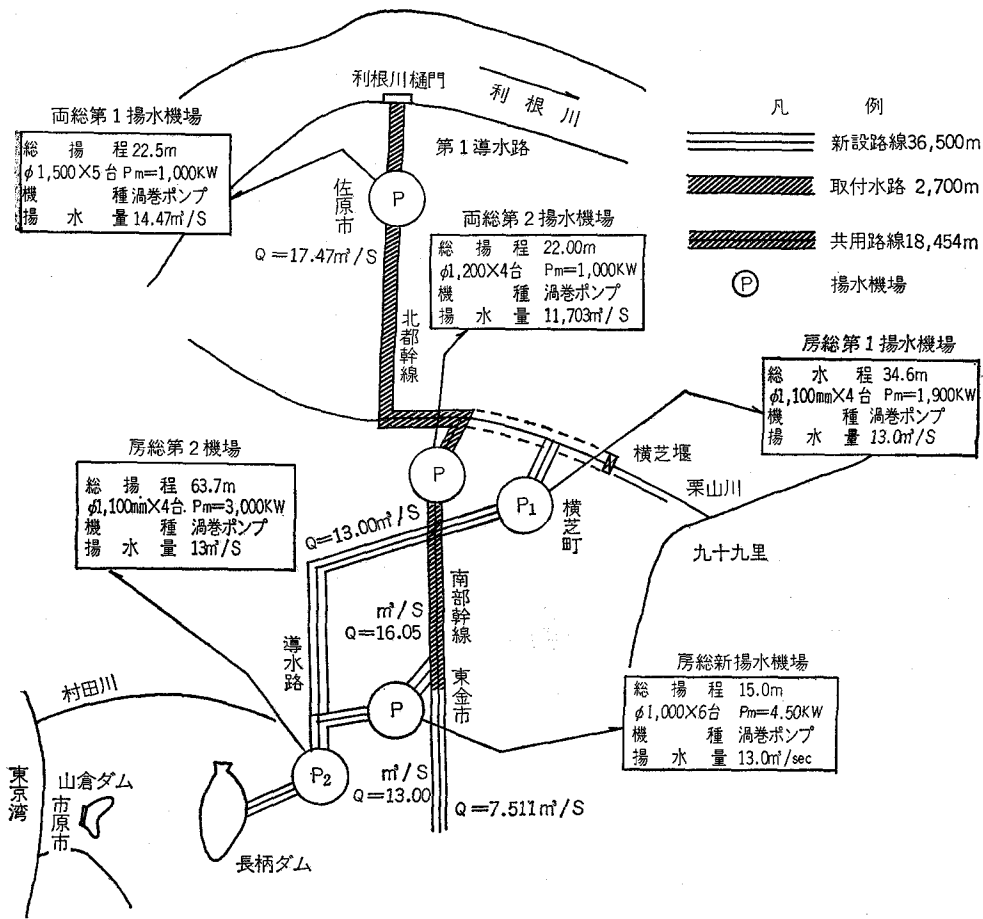 利根川樋門
利根川
第1導水路
両総第1揚水機場
総揚程 22.5m
φ1,500×5台 Pm=1,000KW
機種 渦巻ポンプ
揚水量 14.47m³/S
佐原市
P
Q=17.47m³/S
凡例
新設路線36,500m
取付水路 2,700m
共用路線18,454m
P 揚水機場
両総第2揚水機場
総揚程 22.00m
φ1,200×4台 Pm=1,000KW
機種 渦巻ポンプ
揚水量 11,703m³/S
北都幹線
房総第1揚水機場
総水程 34.6m
φ1,100mm×4台 Pm=1,900KW
機種 渦巻ポンプ
揚水量 13.0m³/S
横芝堰
栗山川
P
P₁
横芝町
九十九里
房総第2機場
総揚程 63.7m
φ1,100mm×4台. Pm=3,000KW
機種 渦巻ポンプ
揚水量 13m³/S
Q=13.00m³/S
m³/S
Q=16.05
南部幹線
導水路
東金市
P
房総新揚水機場
総揚程 15.0m
φ1,000×6台 Pm=4.50KW
機種 渦巻ポンプ
揚水量 13.0m³/sec
村田川
P₂
m³/S
Q=13.00
Q=7.511m³/S
東京湾
山倉ダム
市原市
長柄ダム